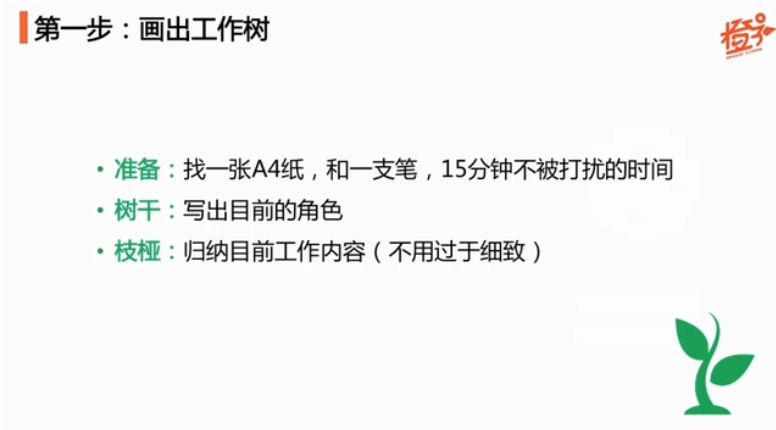 第一步：画出工作树
橙子
• 准备：找一张A4纸，和一支笔，15分钟不被打扰的时间
• 树干：写出目前的角色
• 枝桠：归纳目前工作内容（不用过于细致）